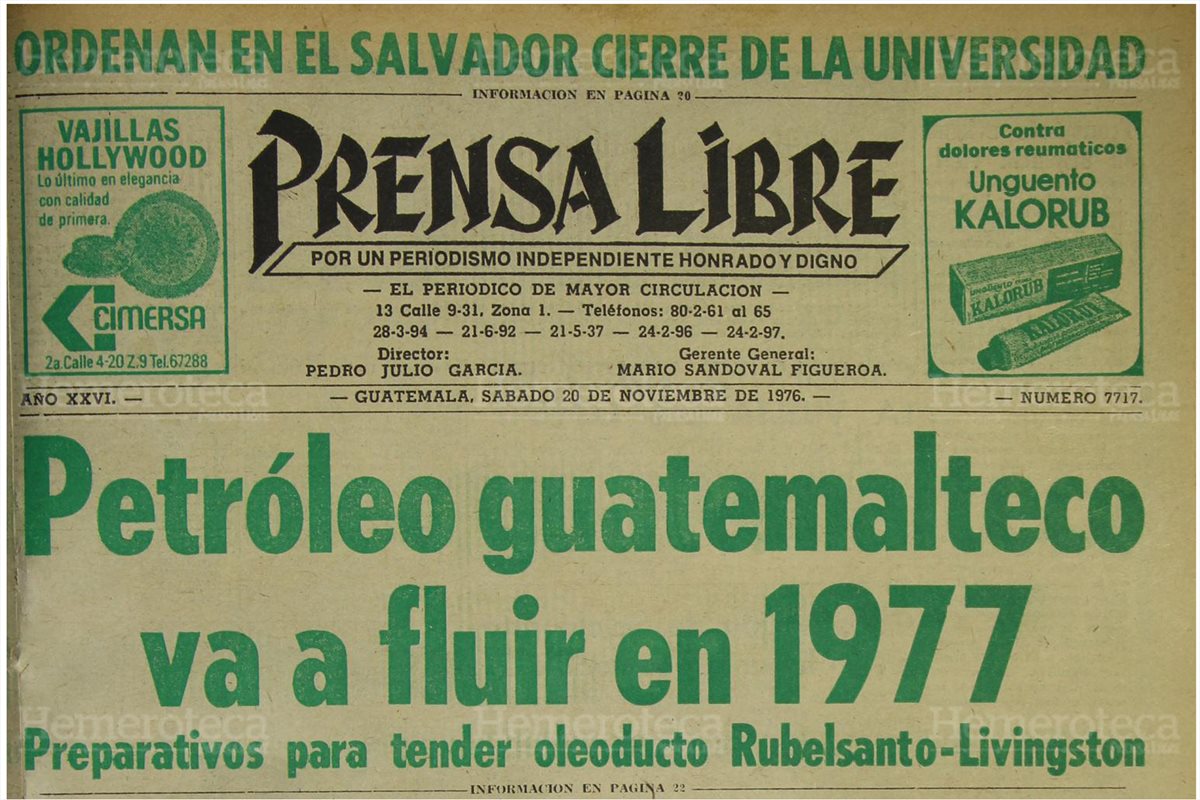 ORDENAN EN EL SALVADOR CIERRE DE LA UNIVERSIDAD
INFORMACION EN PAGINA 20
VAJILLAS
HOLLYWOOD
Lo último en elegancia
con calidad
de primera.
CIMERSA
2a. Calle 4-20 Z.9 Tel.67288
PRENSA LIBRE
POR UN PERIODISMO INDEPENDIENTE HONRADO Y DIGNO
— EL PERIODICO DE MAYOR CIRCULACION —
13 Calle 9-31, Zona 1. — Teléfonos: 80-2-61 al 65
28-3-94 — 21-6-92 — 21-5-37 — 24-2-96 — 24-2-97.
Director:
PEDRO JULIO GARCIA.
Gerente General:
MARIO SANDOVAL FIGUEROA.
Contra
dolores reumaticos
Unguento
KALORUB
UNGUENTO
KALORUB
KALORUB
AÑO XXVI. —
— GUATEMALA, SABADO 20 DE NOVIEMBRE DE 1976. —
— NUMERO 7717.
Petróleo guatemalteco
va a fluir en 1977
Preparativos para tender oleoducto Rubelsanto-Livingston
INFORMACION EN PAGINA 22
Hemeroteca